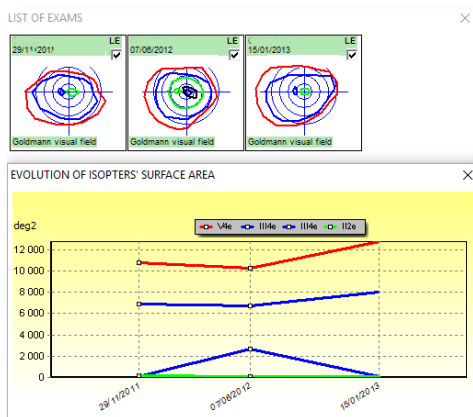 LIST OF EXAMS
LE LE LE
29/11/2011 07/06/2012 15/01/2013
Goldmann visual field Goldmann visual field Goldmann visual field
EVOLUTION OF ISOPTERS' SURFACE AREA
deg2
V4e III4e III4e II2e
12 000
10 000
8 000
6 000
4 000
2 000
0
29/11/2011 07/06/2012 15/01/2013